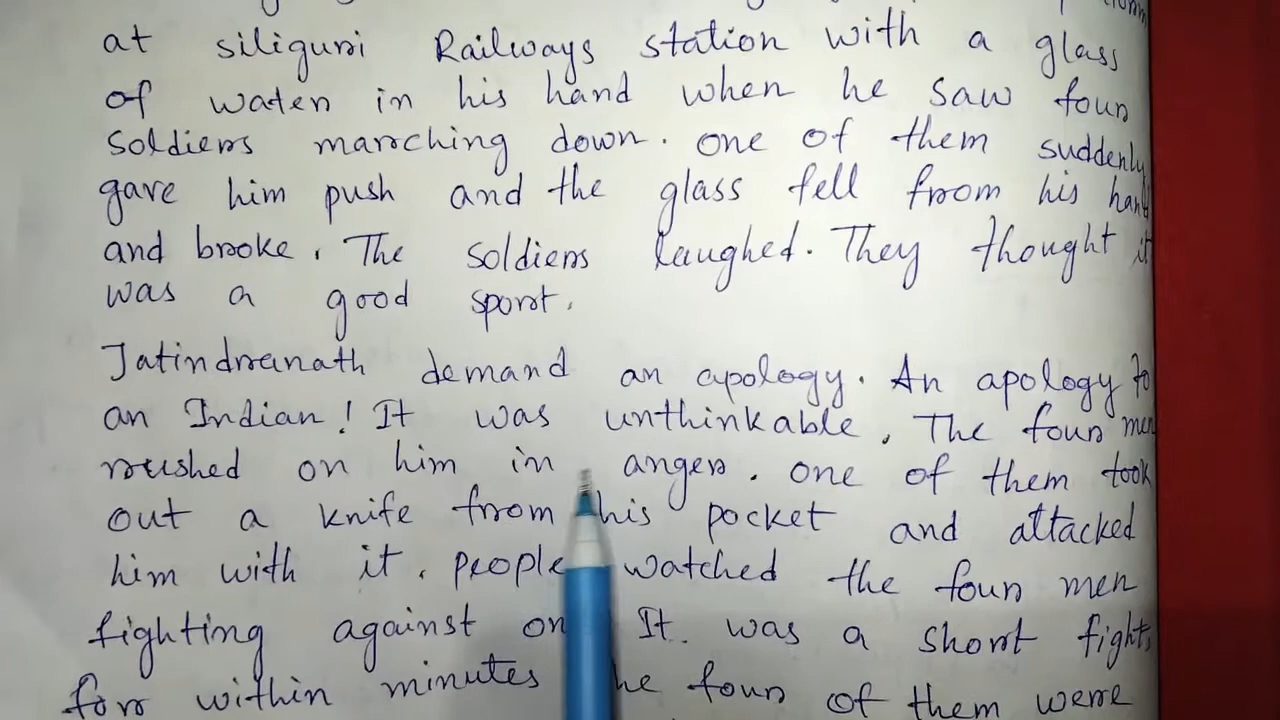 at siliguri Railways station with a glass
of water in his hand when he saw four
soldiers marching down. one of them suddenly
gave him push and the glass fell from his hand
and broke. The soldiers laughed. They thought it
was a good sport.
Jatindranath demand an apology. An apology to
an Indian! It was unthinkable. The four men
rushed on him in anger. one of them took
out a knife from his pocket and attacked
him with it. people watched the four men
fighting against on It. was a short fight,
for within minutes he four of them were